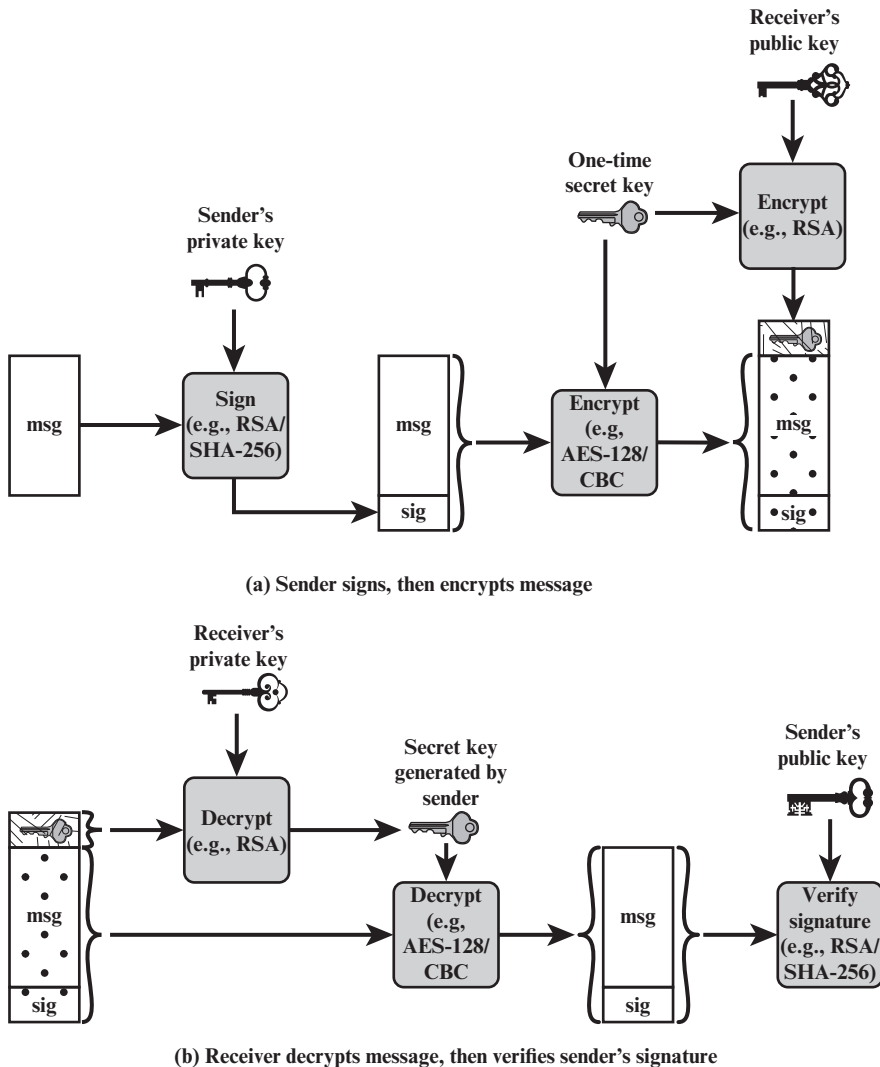 Receiver's
public key
One-time
secret key
Encrypt
(e.g., RSA)
Sender's
private key
msg
Sign
(e.g., RSA/
SHA-256)
msg
sig
Encrypt
(e.g,
AES-128/
CBC
msg
sig
(a) Sender signs, then encrypts message
Receiver's
private key
Decrypt
(e.g., RSA)
Secret key
generated by
sender
Sender's
public key
msg
sig
Decrypt
(e.g,
AES-128/
CBC
msg
sig
Verify
signature
(e.g., RSA/
SHA-256)
(b) Receiver decrypts message, then verifies sender's signature